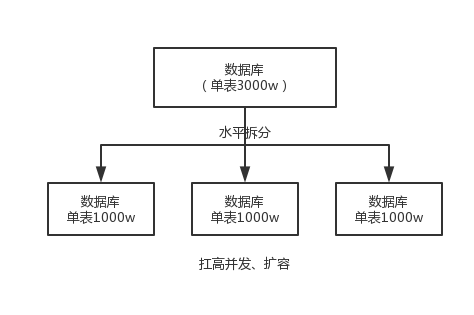 数据库
（单表3000w）
水平拆分
数据库
单表1000w
数据库
单表1000w
数据库
单表1000w
扛高并发、扩容